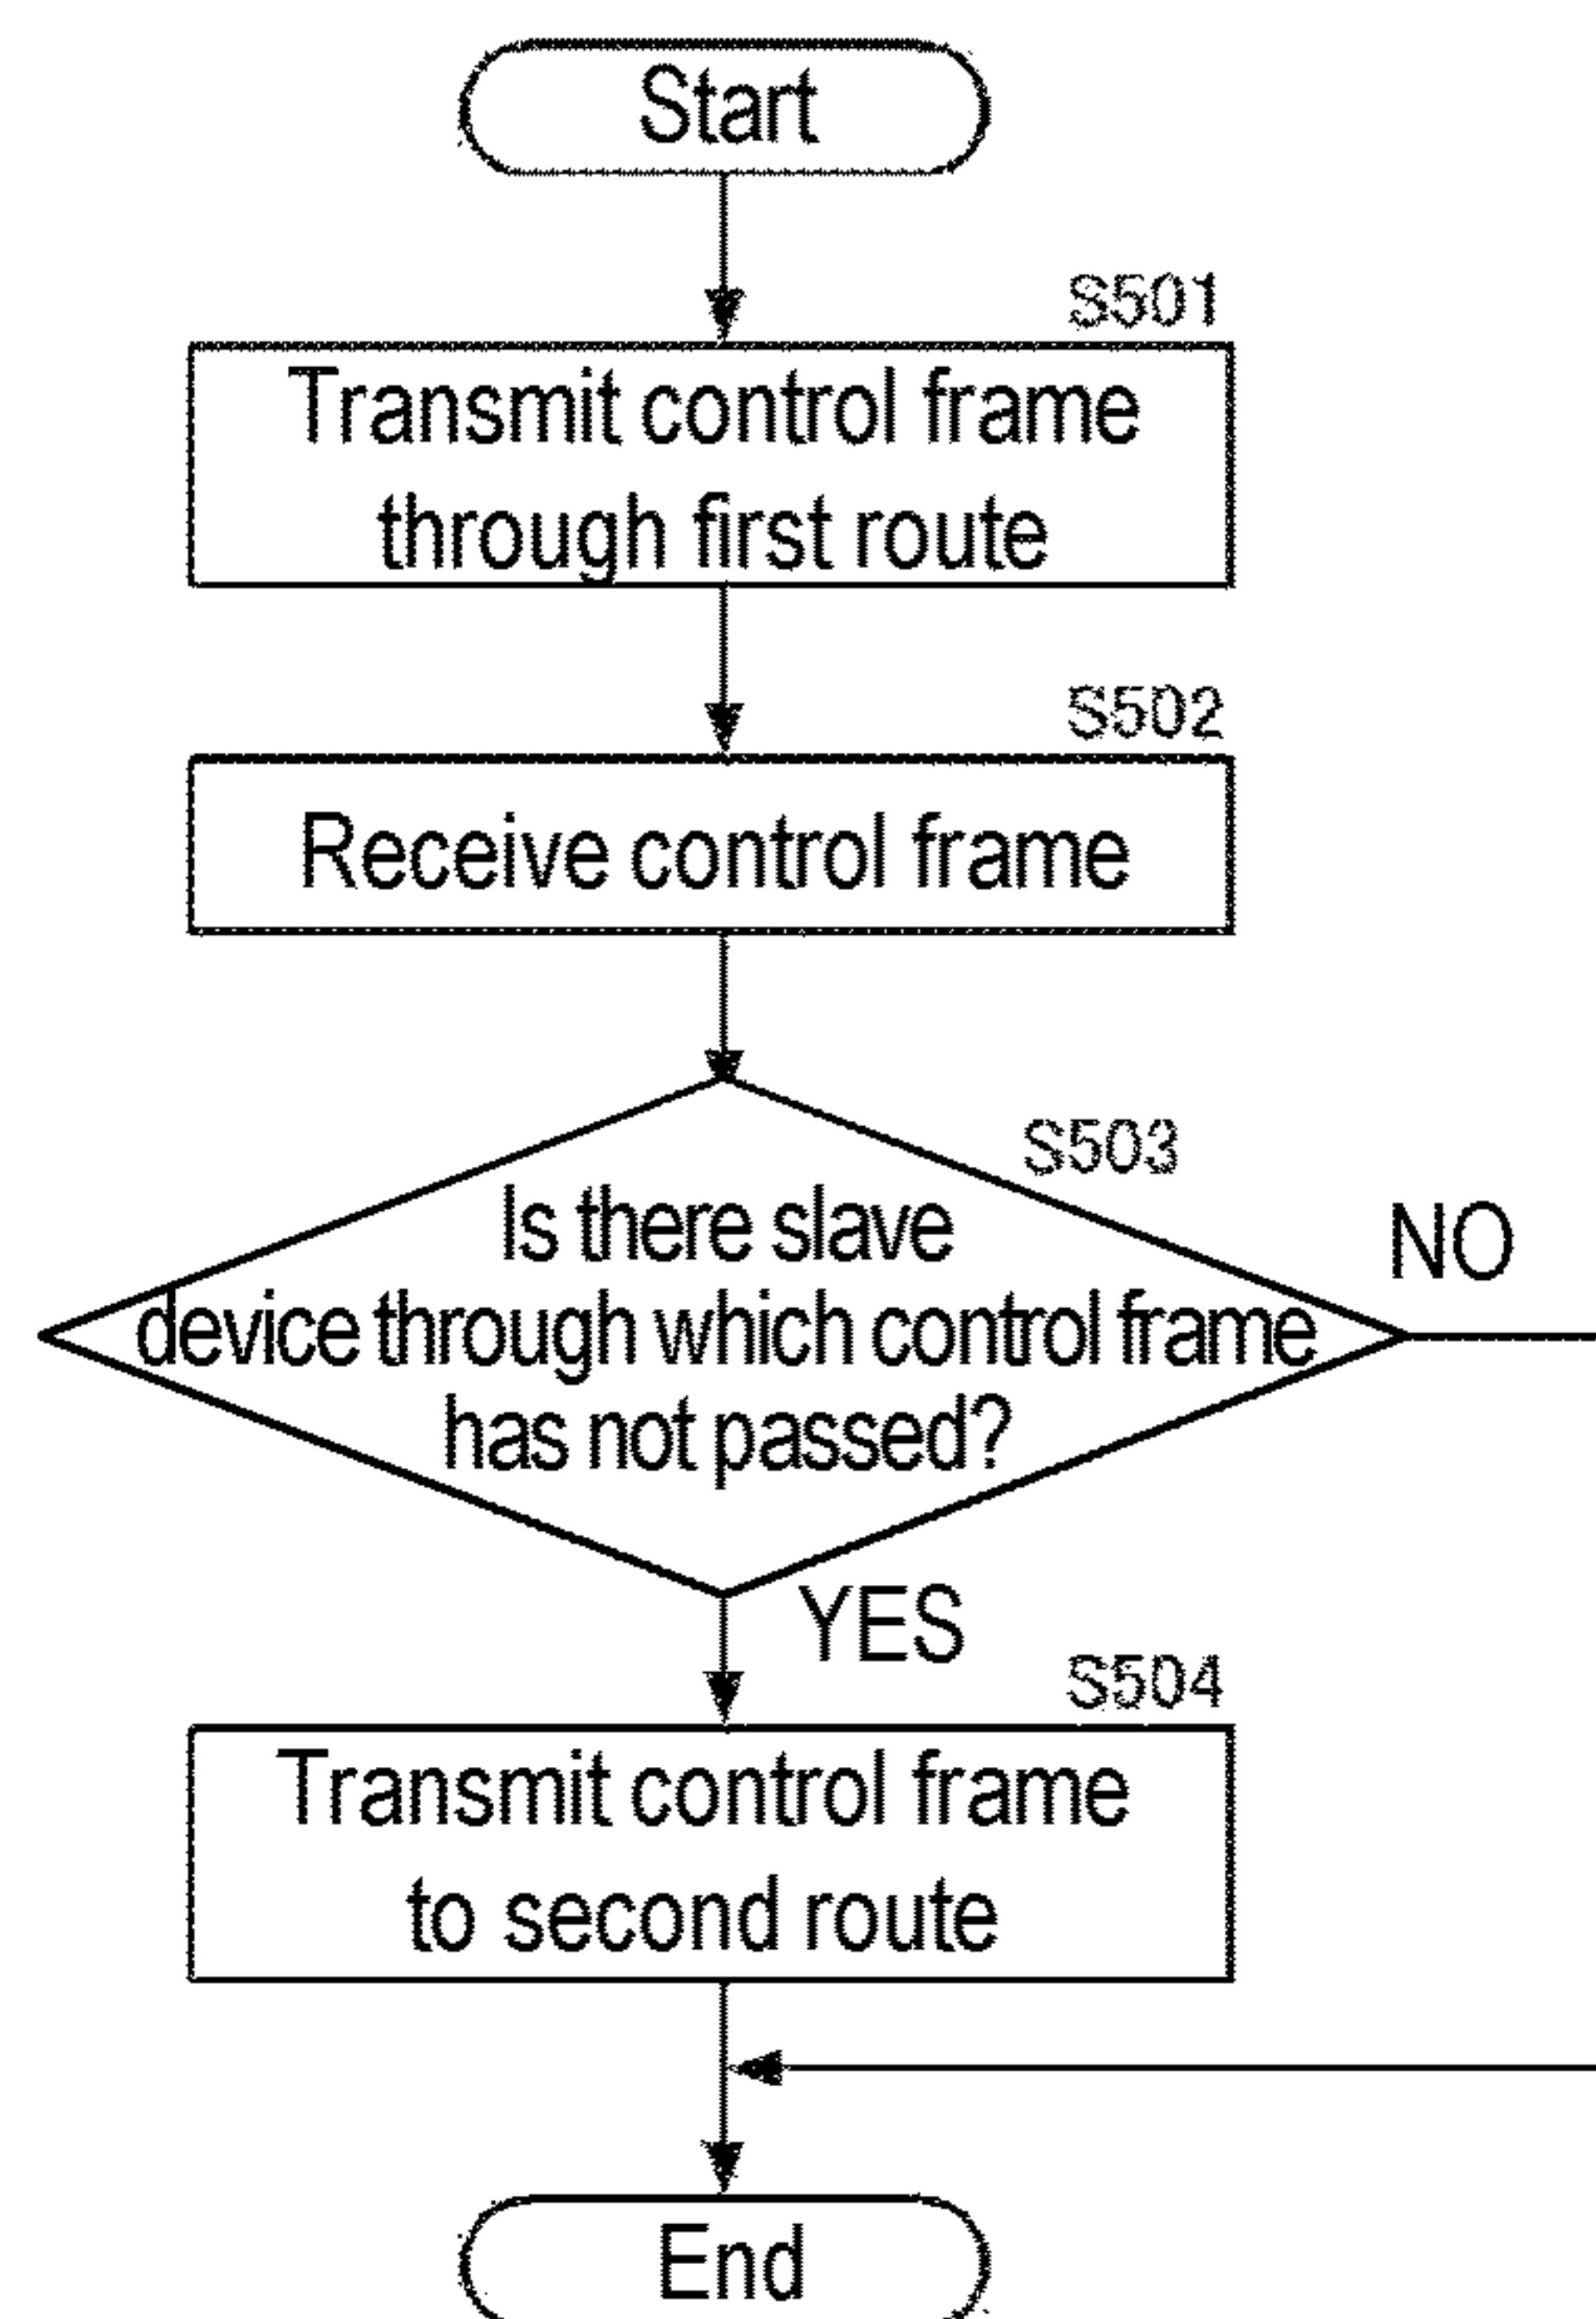 Start
S501
Transmit control frame
through first route
S502
Receive control frame
S503
Is there slave
device through which control frame
has not passed?
NO
YES
S504
Transmit control frame
to second route
End